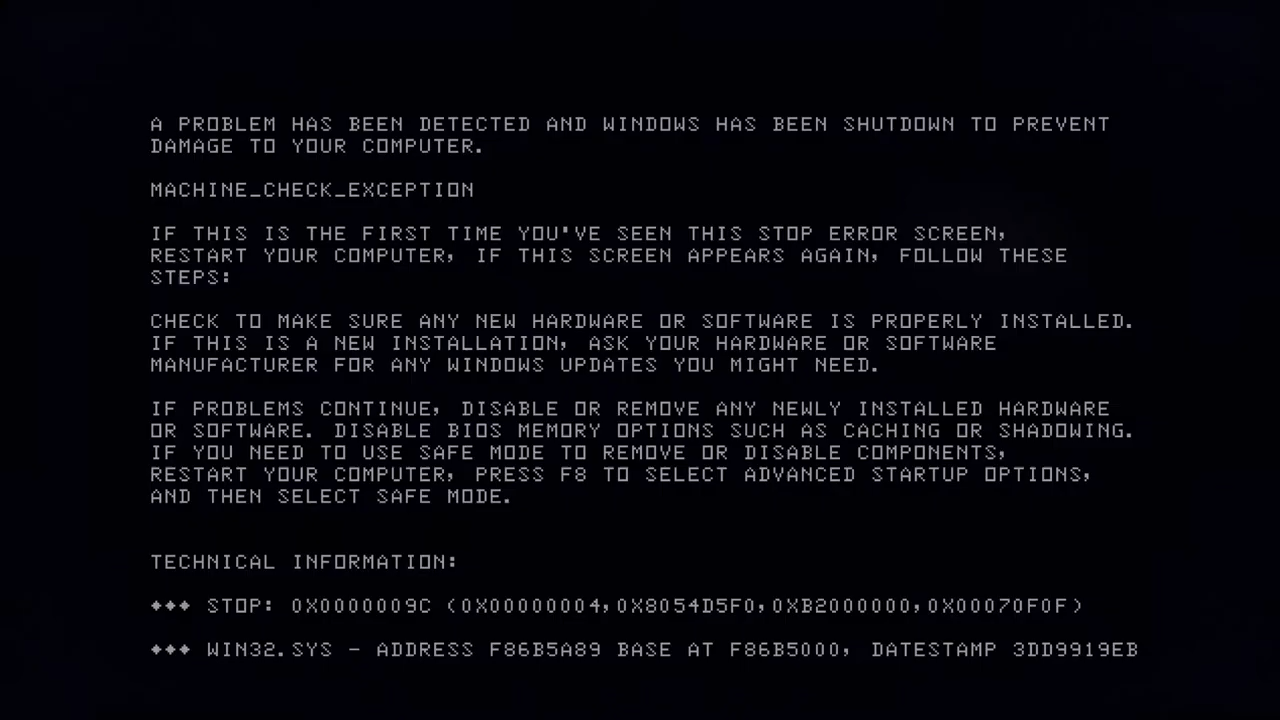 A PROBLEM HAS BEEN DETECTED AND WINDOWS HAS BEEN SHUTDOWN TO PREVENT
DAMAGE TO YOUR COMPUTER.
MACHINE_CHECK_EXCEPTION
IF THIS IS THE FIRST TIME YOU'VE SEEN THIS STOP ERROR SCREEN,
RESTART YOUR COMPUTER, IF THIS SCREEN APPEARS AGAIN, FOLLOW THESE
STEPS:
CHECK TO MAKE SURE ANY NEW HARDWARE OR SOFTWARE IS PROPERLY INSTALLED.
IF THIS IS A NEW INSTALLATION, ASK YOUR HARDWARE OR SOFTWARE
MANUFACTURER FOR ANY WINDOWS UPDATES YOU MIGHT NEED.
IF PROBLEMS CONTINUE, DISABLE OR REMOVE ANY NEWLY INSTALLED HARDWARE
OR SOFTWARE. DISABLE BIOS MEMORY OPTIONS SUCH AS CACHING OR SHADOWING.
IF YOU NEED TO USE SAFE MODE TO REMOVE OR DISABLE COMPONENTS,
RESTART YOUR COMPUTER, PRESS F8 TO SELECT ADVANCED STARTUP OPTIONS,
AND THEN SELECT SAFE MODE.
TECHNICAL INFORMATION:
◆◆◆ STOP: 0X0000009C (0X00000004,0X8054D5F0,0XB2000000,0X00070F0F)
◆◆◆ WIN32.SYS - ADDRESS F86B5A89 BASE AT F86B5000, DATESTAMP 3DD9919EB